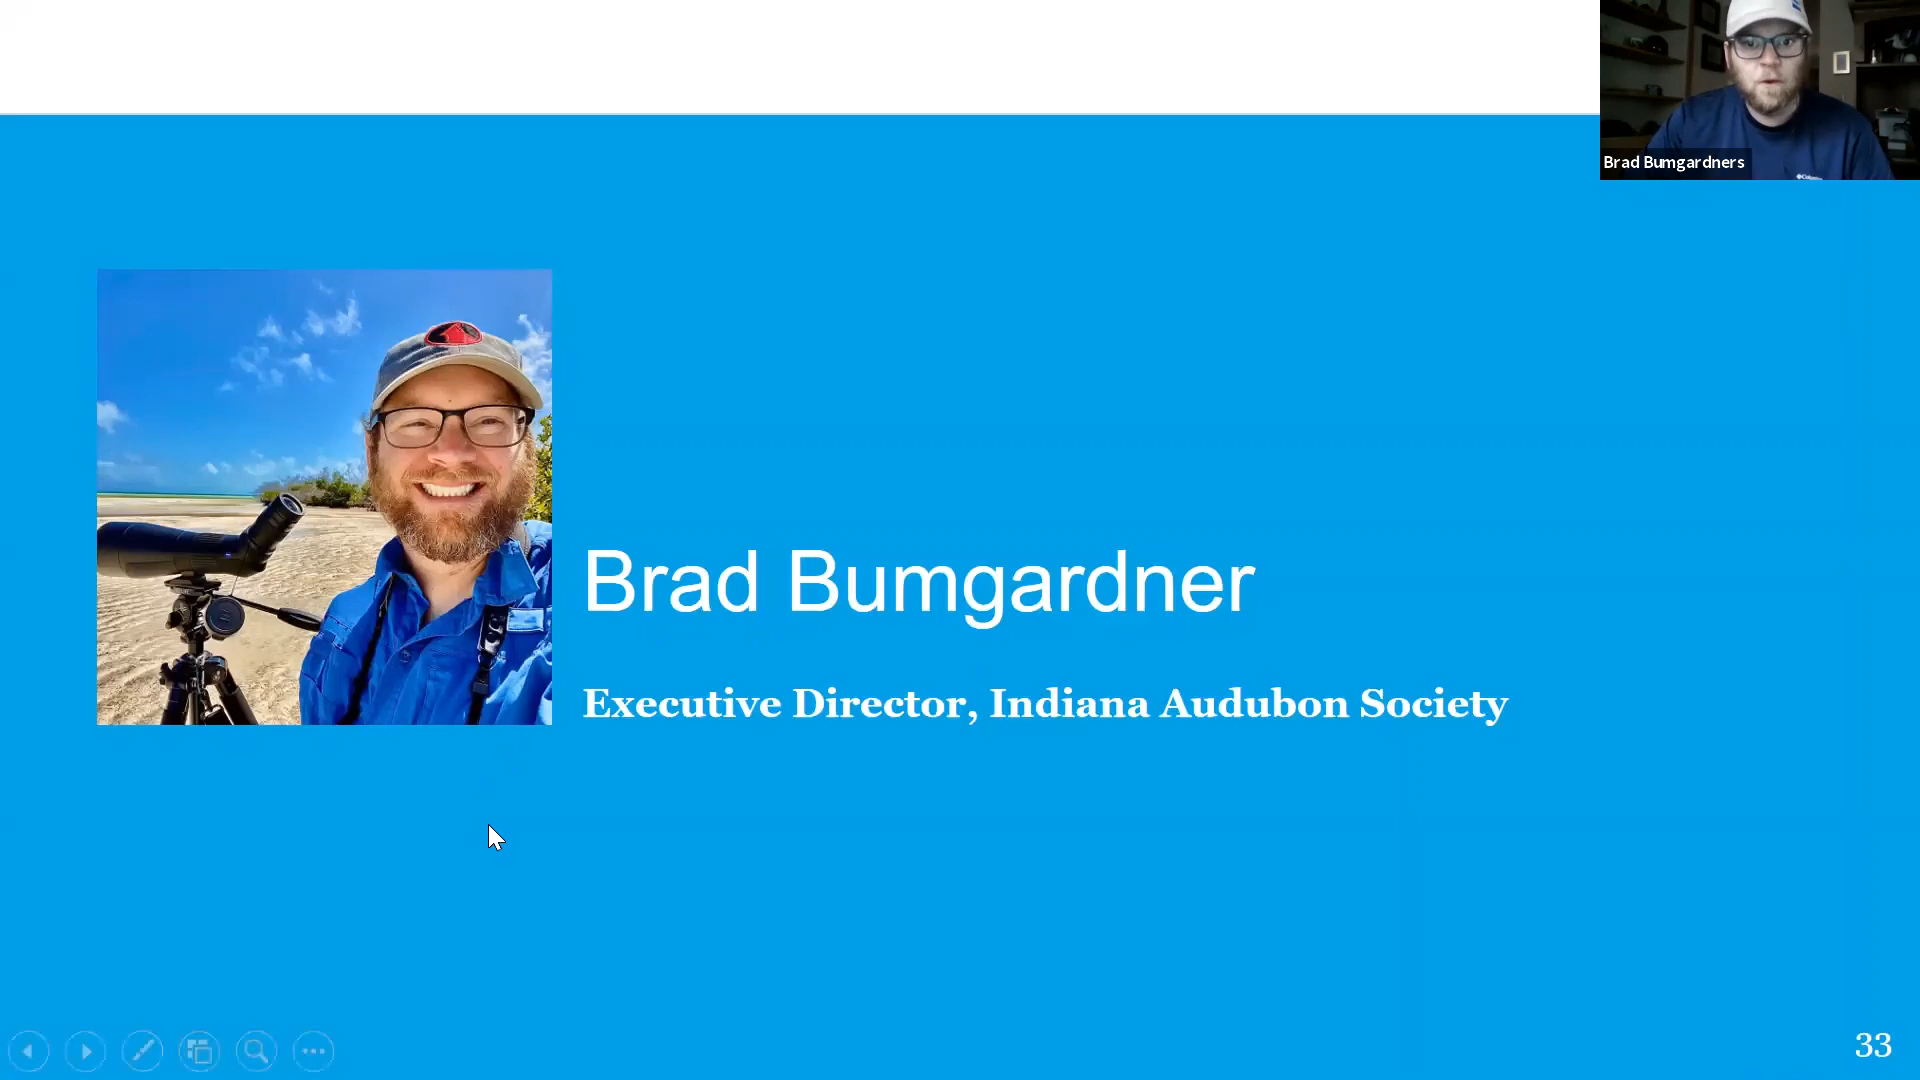 Brad Bumgardners
Brad Bumgardner
Executive Director, Indiana Audubon Society
33